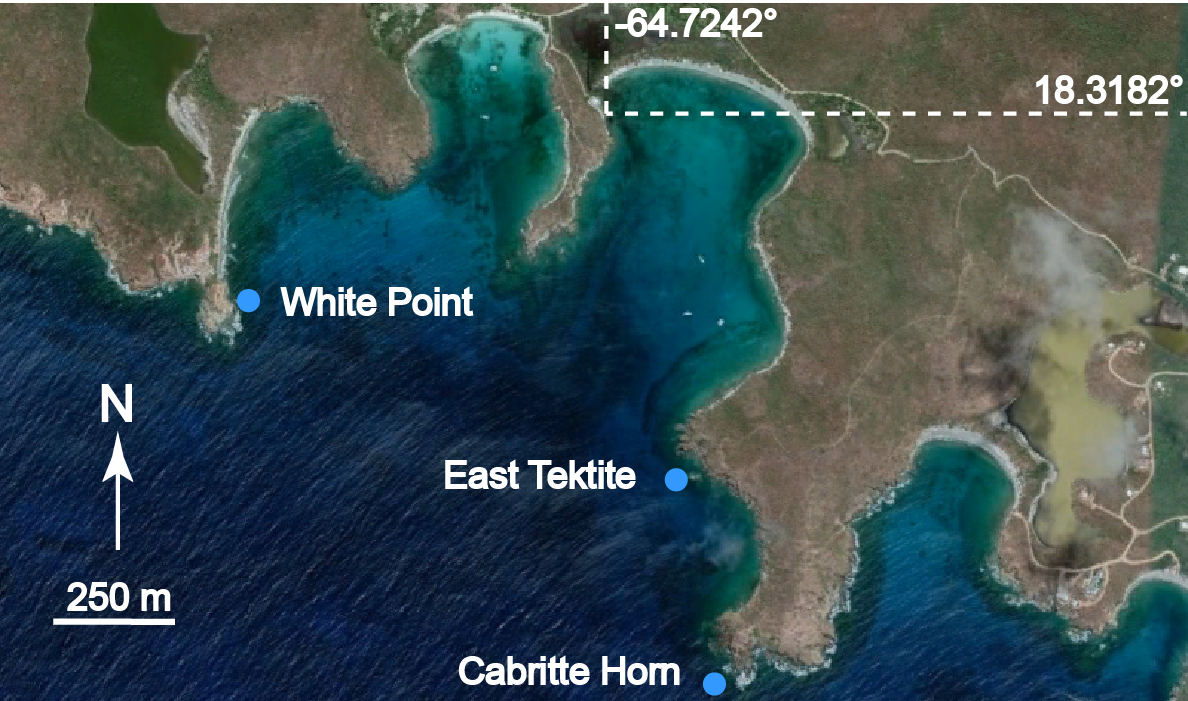 -64.7242°
18.3182°
White Point
N
East Tektite
250 m
Cabritte Horn